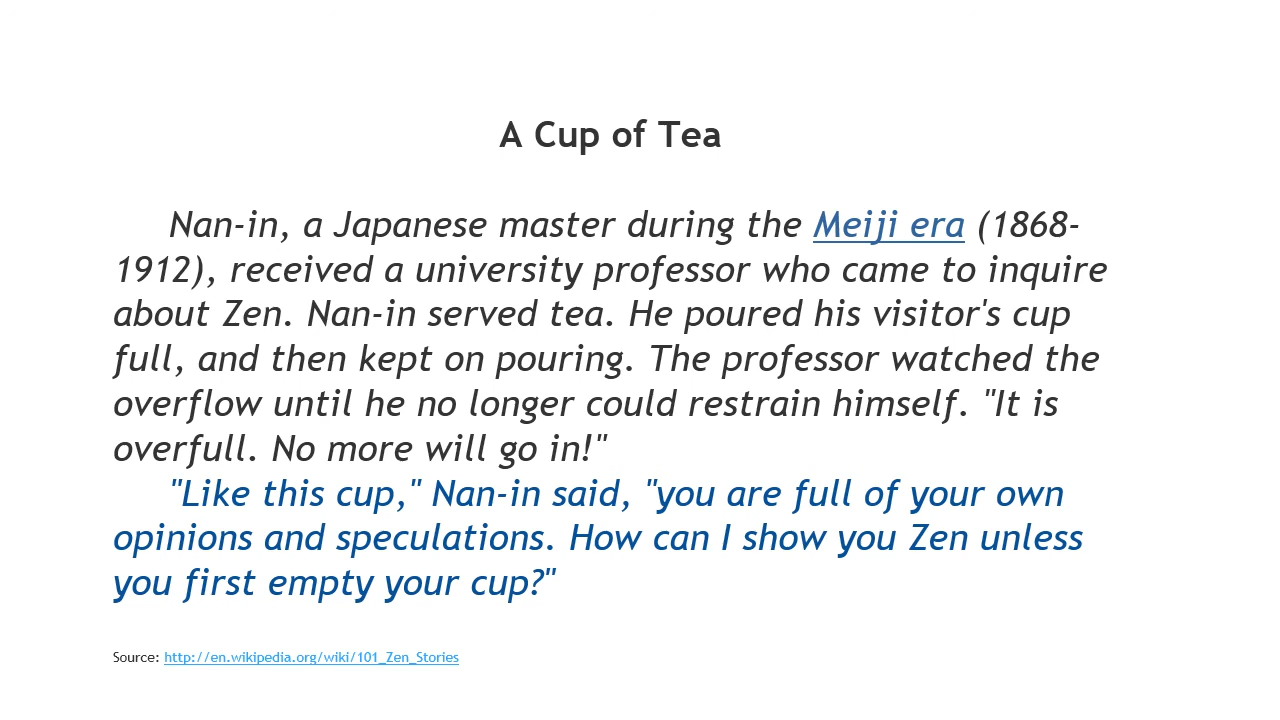 A Cup of Tea
Nan-in, a Japanese master during the Meiji era (1868-
1912), received a university professor who came to inquire
about Zen. Nan-in served tea. He poured his visitor's cup
full, and then kept on pouring. The professor watched the
overflow until he no longer could restrain himself. "It is
overfull. No more will go in!"
"Like this cup," Nan-in said, "you are full of your own
opinions and speculations. How can I show you Zen unless
you first empty your cup?"
Source: http://en.wikipedia.org/wiki/101_Zen_Stories